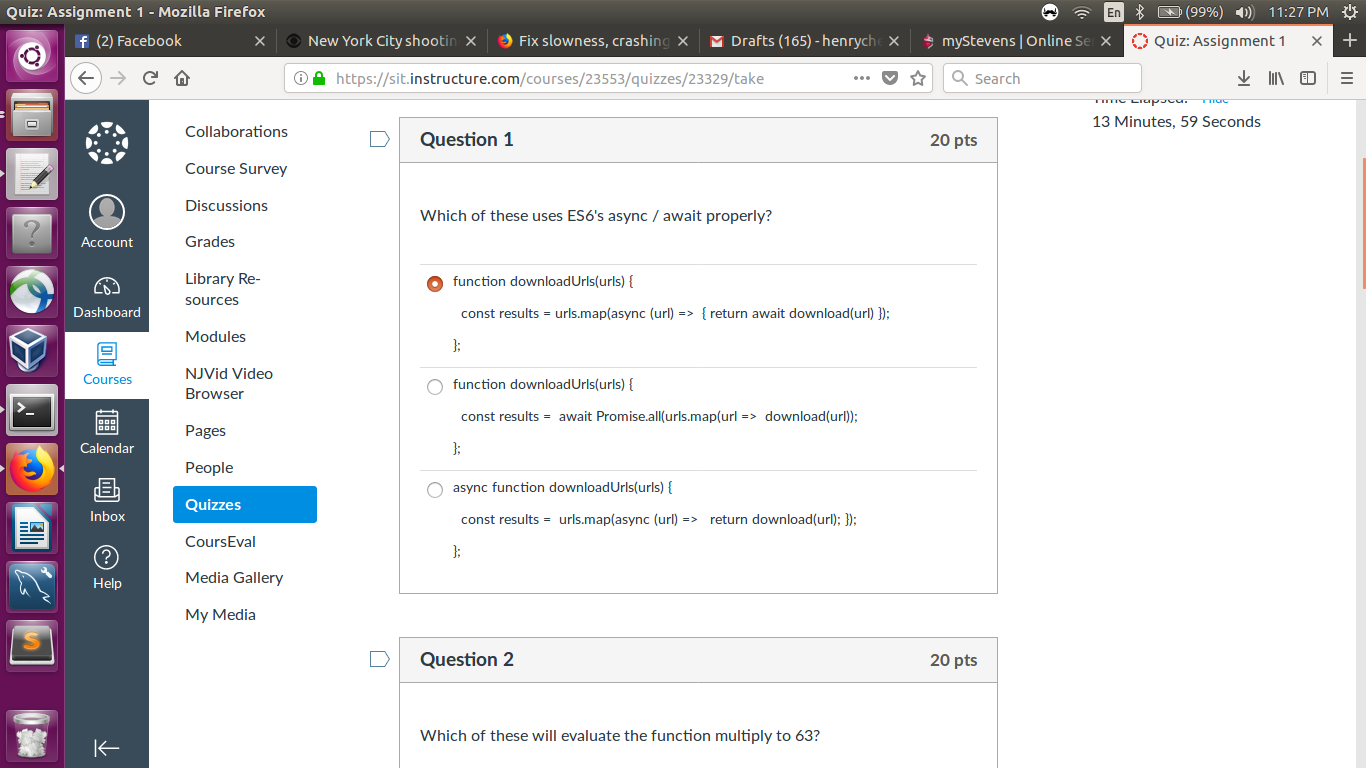 Quiz: Assignment 1 - Mozilla Firefox
En
(99%)
11:27 PM
(2) Facebook
New York City shootin
Fix slowness, crashing
Drafts (165) - henryche
myStevens | Online Se
Quiz: Assignment 1
https://sit.instructure.com/courses/23553/quizzes/23329/take
Search
Account
Dashboard
Courses
Calendar
Inbox
Help
Collaborations
Course Survey
Discussions
Grades
Library Re-
sources
Modules
NJVid Video
Browser
Pages
People
Quizzes
CoursEval
Media Gallery
My Media
Time Elapsed: Hide
13 Minutes, 59 Seconds
Question 1
20 pts
Which of these uses ES6's async / await properly?
function downloadUrls(urls) {
const results = urls.map(async (url) => { return await download(url) });
};
function downloadUrls(urls) {
const results = await Promise.all(urls.map(url => download(url));
};
async function downloadUrls(urls) {
const results = urls.map(async (url) => return download(url); });
};
Question 2
20 pts
Which of these will evaluate the function multiply to 63?